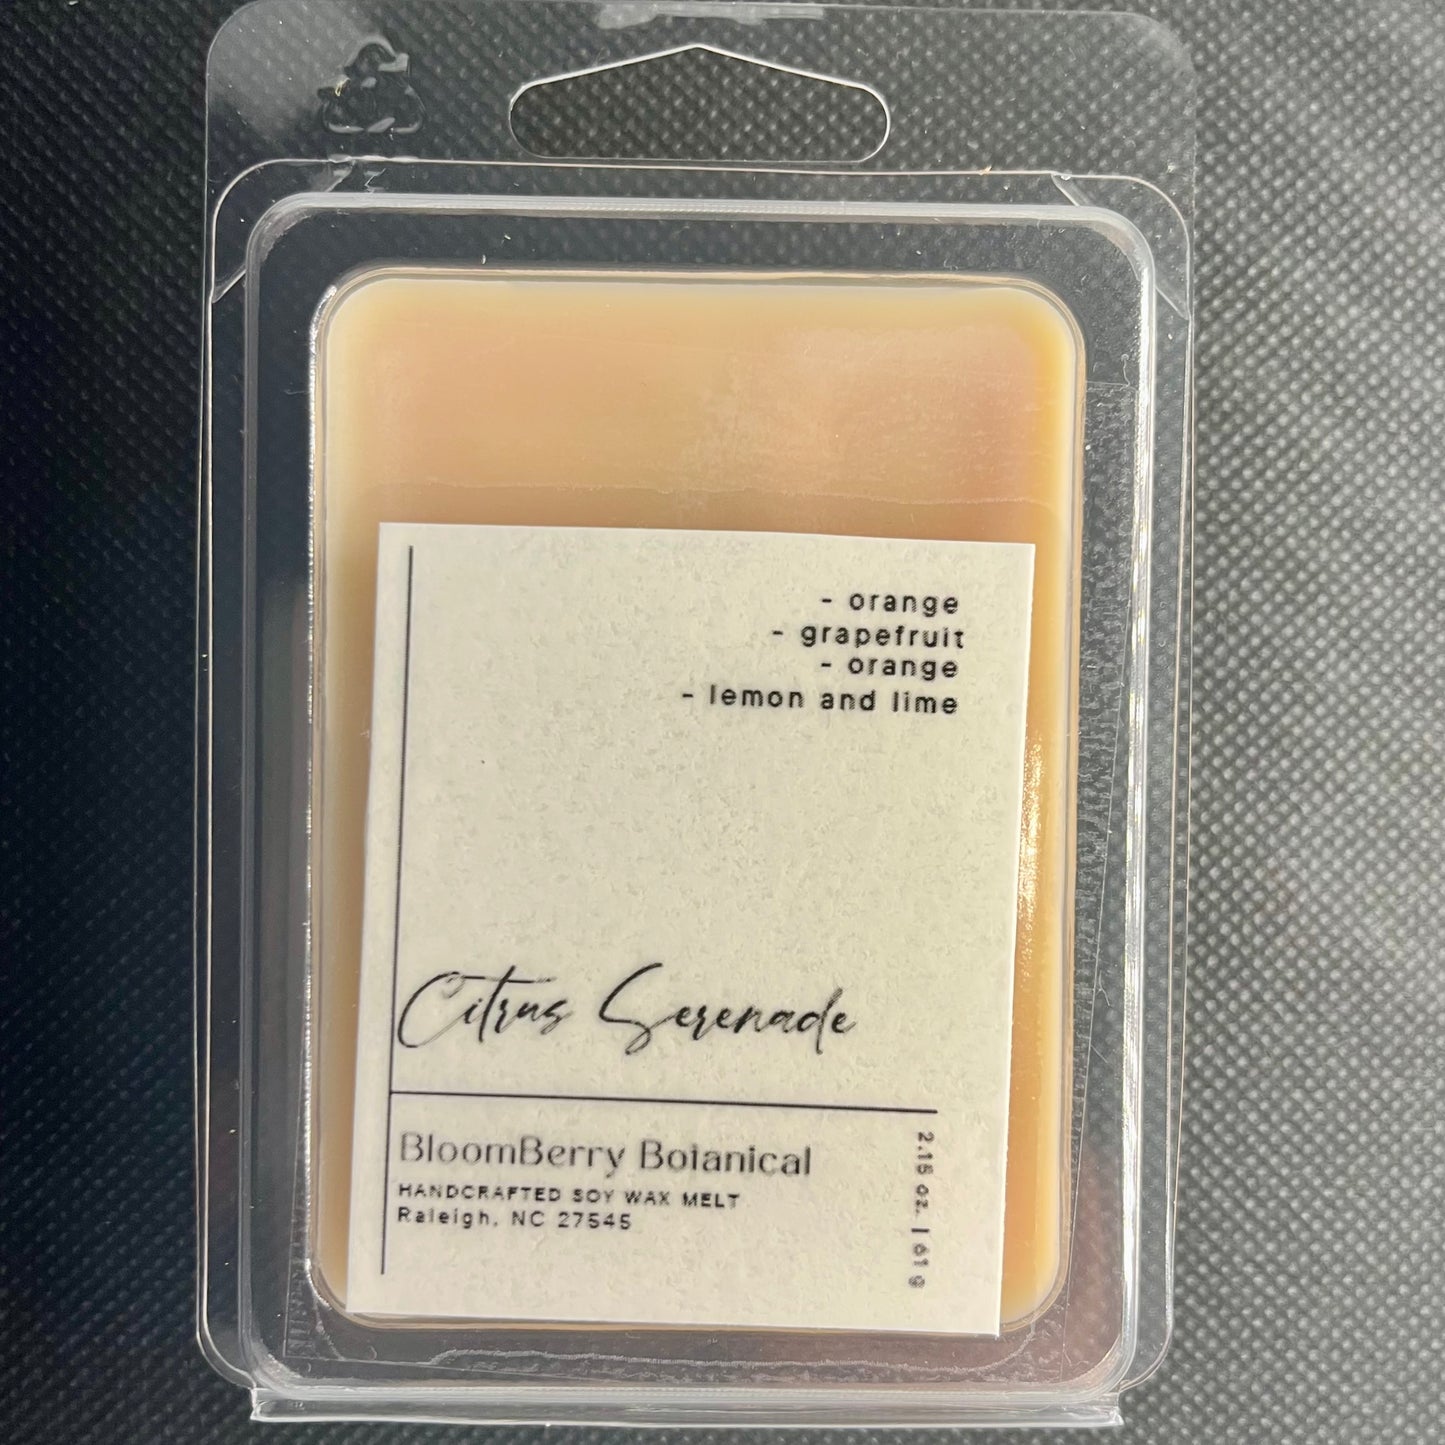 - orange
- grapefruit
- orange
- lemon and lime
Citrus Serenade
BloomBerry Botanical
HANDCRAFTED SOY WAX MELT
Raleigh, NC 27545
2.15 oz. | 61 g